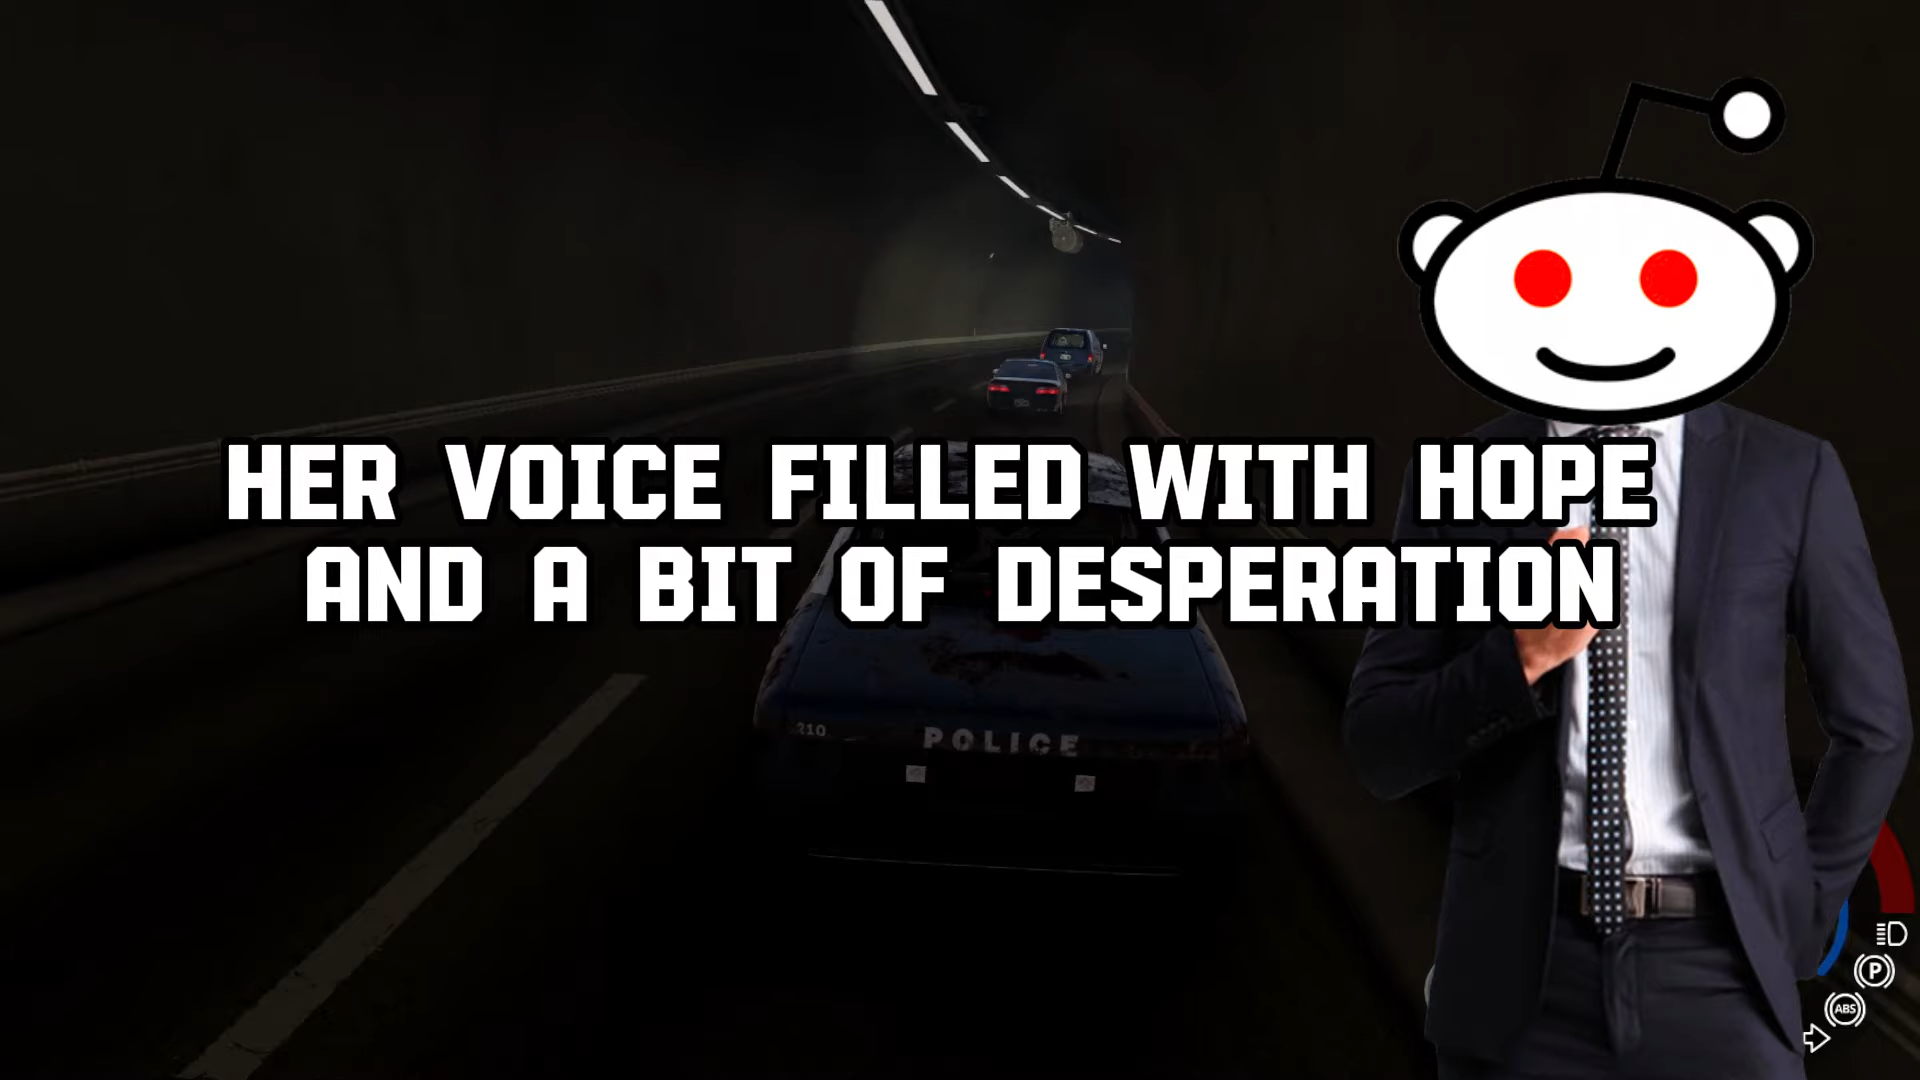 HER VOICE FILLED WITH HOPE
AND A BIT OF DESPERATION
210
POLICE
P
ABS